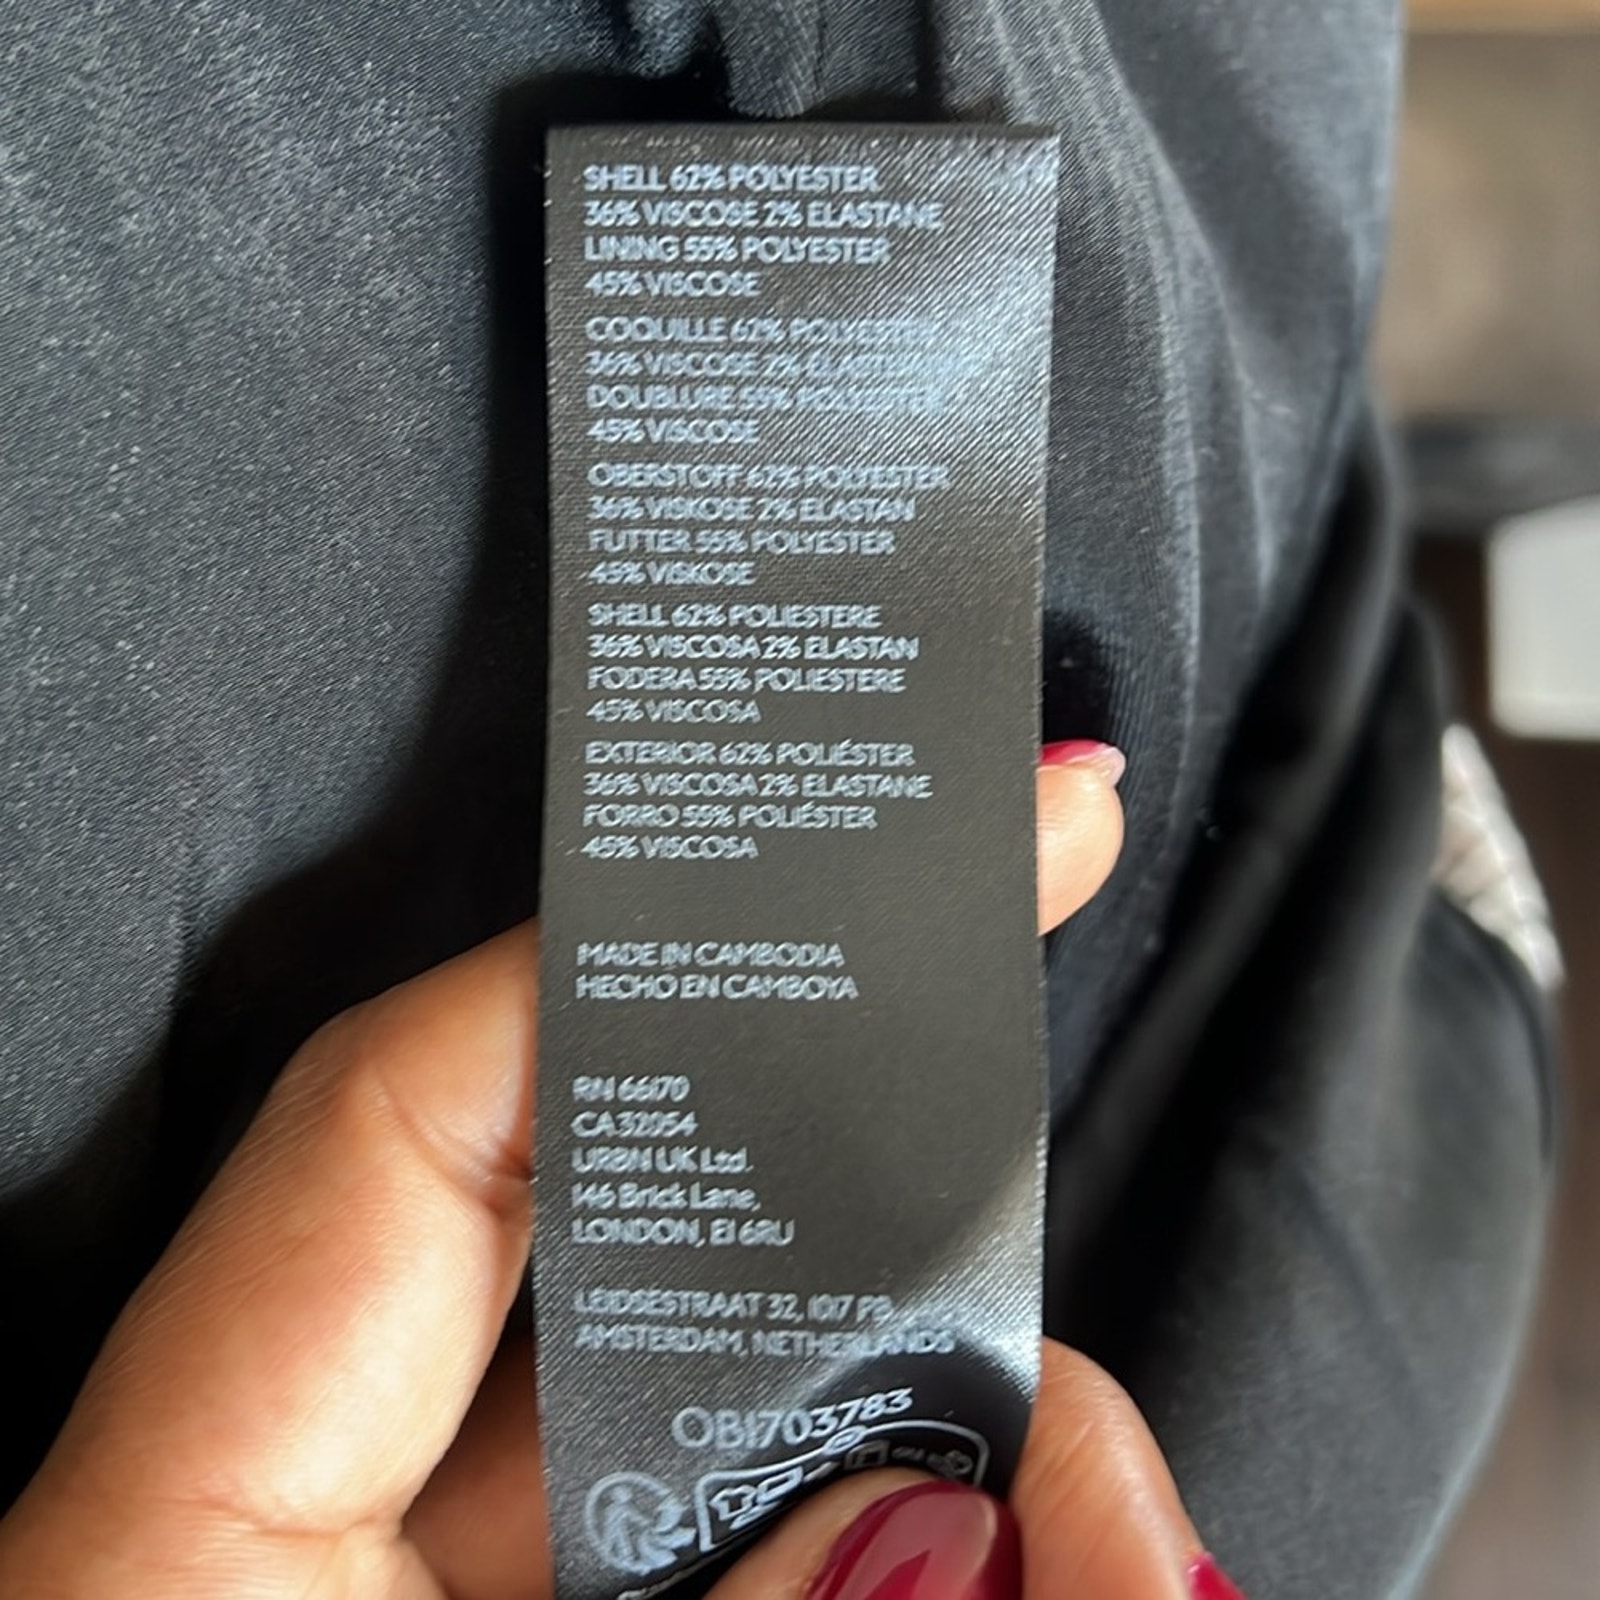 SHELL 62% POLYESTER
36% VISCOSE 2% ELASTANE
LINING 55% POLYESTER
45% VISCOSE
COQUILLE 62% POLYESTER
36% VISCOSE 2%
DOUBLURE 55% POLYESTER
45% VISCOSE
OBERSTOFF 62% POLYESTER
36% VISKOSE 2% ELASTAN
FUTTER 55% POLYESTER
45% VISKOSE
SHELL 62% POLIESTERE
36% VISCOSA 2% ELASTAN
FODERA 55% POLIESTERE
45% VISCOSA
EXTERIOR 62% POLIÉSTER
36% VISCOSA 2% ELASTANE
FORRO 55% POLIÉSTER
45% VISCOSA
MADE IN CAMBODIA
HECHO EN CAMBOYA
RN 66170
CA 32054
URBN UK Ltd.
146 Brick Lane,
LONDON, E1 6RU
LEIDSESTRAAT 32, 1017 PB
AMSTERDAM, NETHERLANDS
OB1703783